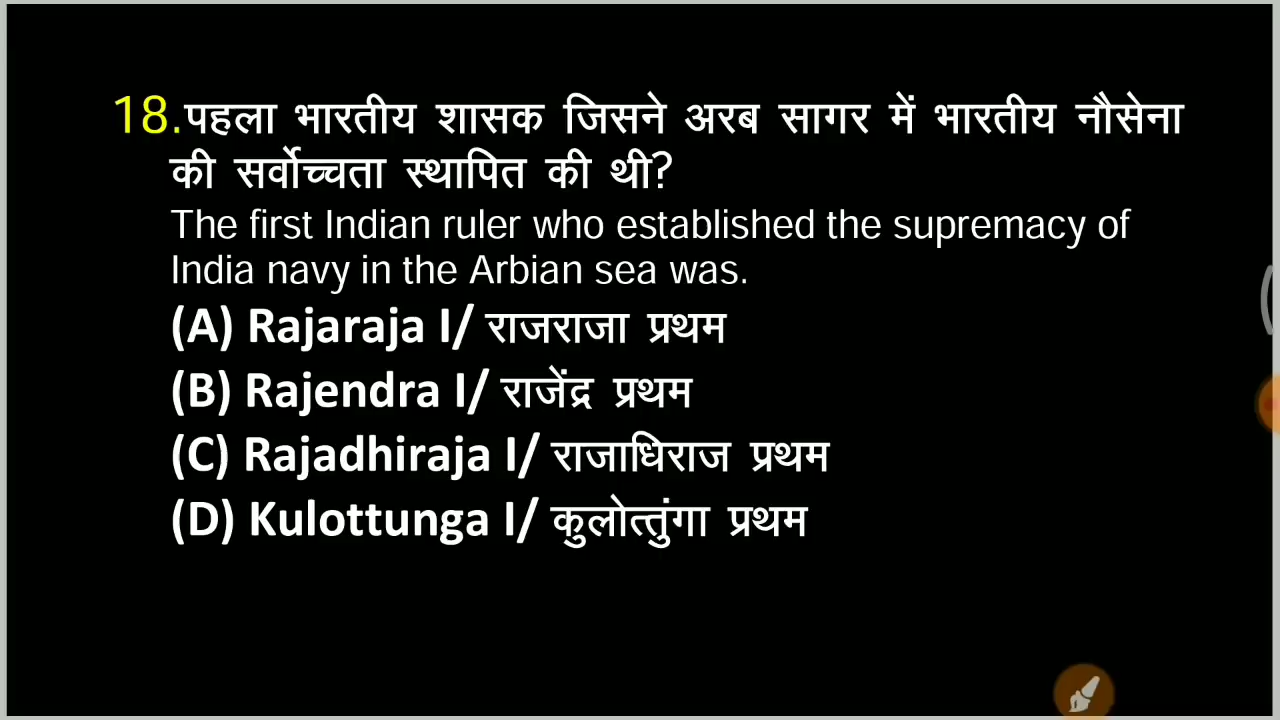 18.पहला भारतीय शासक जिसने अरब सागर में भारतीय नौसेना
की सर्वोच्चता स्थापित की थी?
The first Indian ruler who established the supremacy of
India navy in the Arbian sea was.
(A) Rajaraja I/ राजराजा प्रथम
(B) Rajendra I/ राजेंद्र प्रथम
(C) Rajadhiraja I/ राजाधिराज प्रथम
(D) Kulottunga I/ कुलोत्तुंगा प्रथम